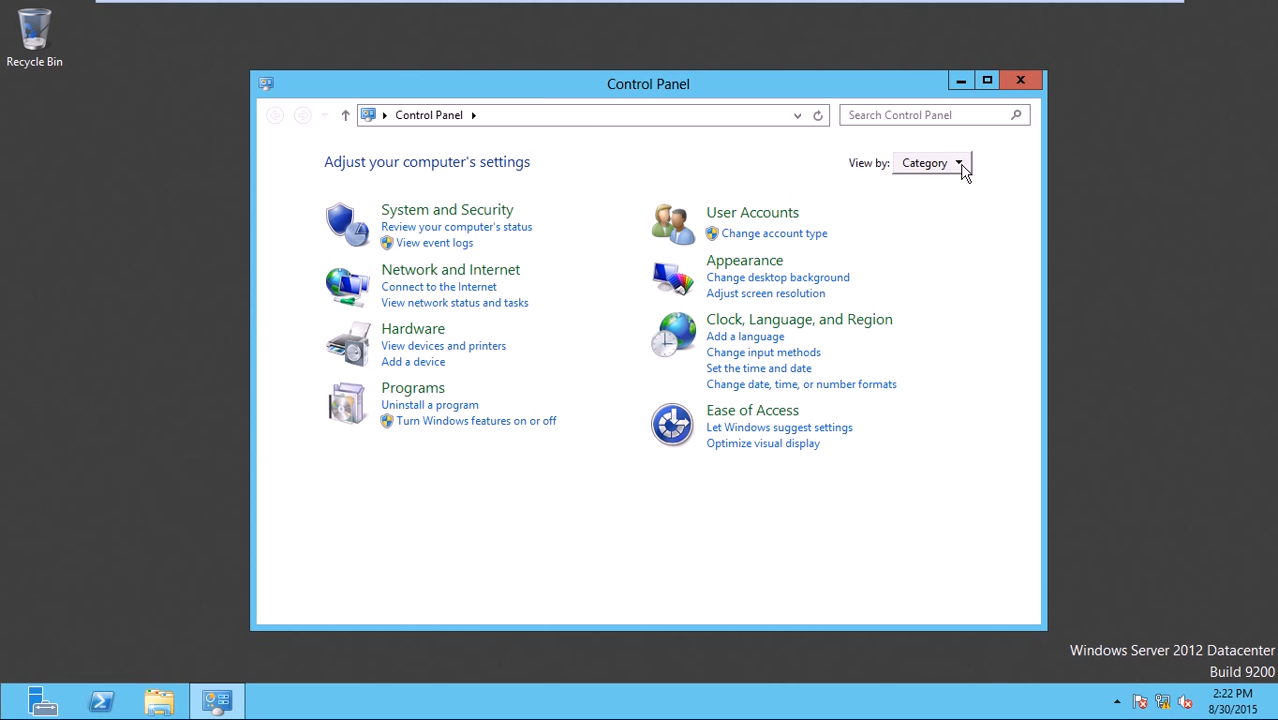 Recycle Bin
Control Panel
Control Panel
Search Control Panel
Adjust your computer's settings
View by: Category
System and Security
Review your computer's status
View event logs
Network and Internet
Connect to the Internet
View network status and tasks
Hardware
View devices and printers
Add a device
Programs
Uninstall a program
Turn Windows features on or off
User Accounts
Change account type
Appearance
Change desktop background
Adjust screen resolution
Clock, Language, and Region
Add a language
Change input methods
Set the time and date
Change date, time, or number formats
Ease of Access
Let Windows suggest settings
Optimize visual display
Windows Server 2012 Datacenter
Build 9200
2:22 PM
8/30/2015